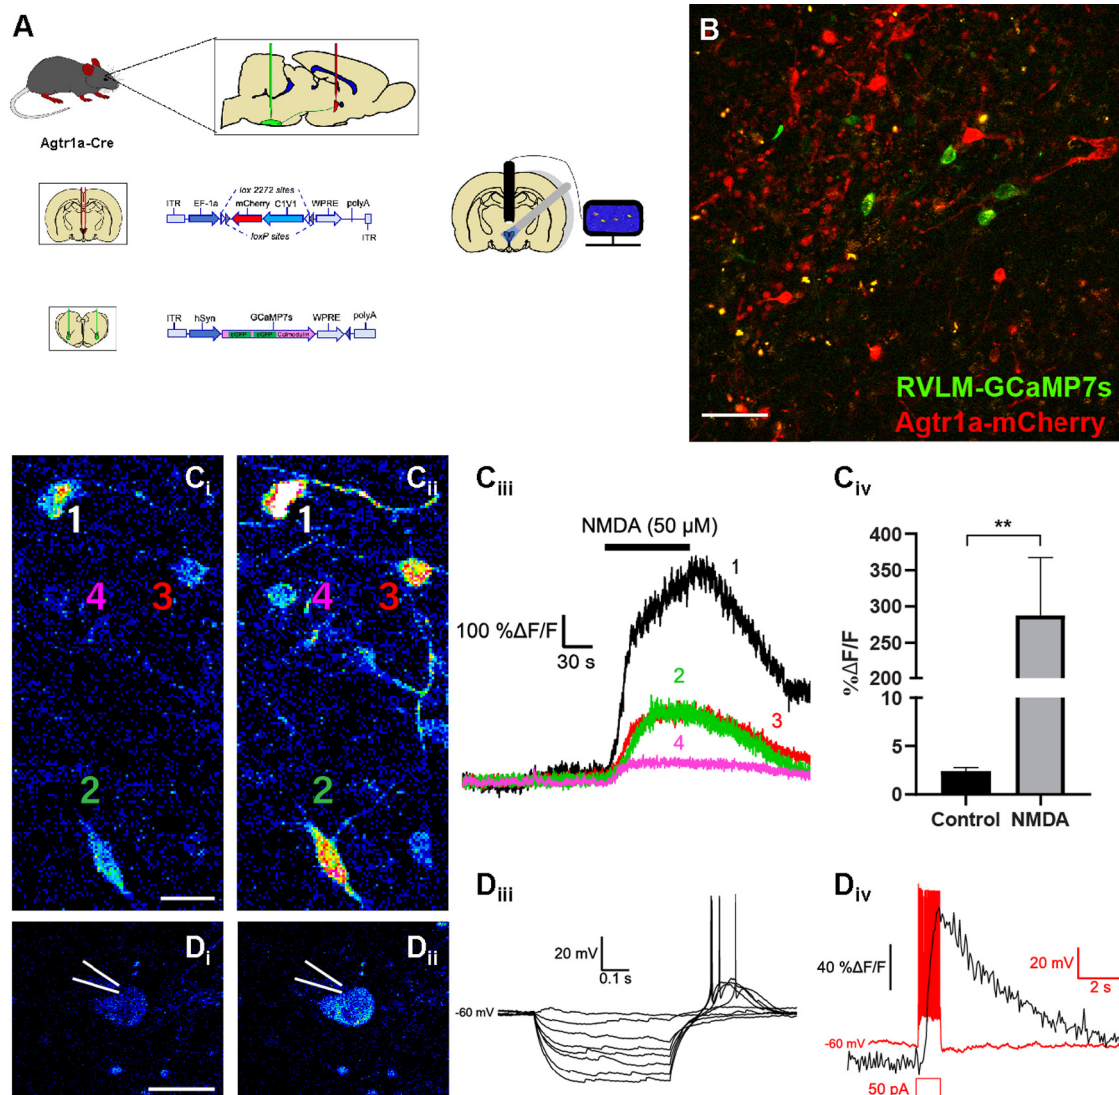 A
Agtr1a-Cre
lox 2272 sites
ITR EF-1a mCherry C1V1 WPRE polyA
loxP sites
ITR
ITR hSyn GCaMP7s WPRE polyA
cGFP cGFP Calmodulin
B
RVLM-GCaMP7s
Agtr1a-mCherry
Ci
1
4 3
2
Cii
1
4 3
2
Ciii
NMDA (50 µM)
1
100 %ΔF/F
30 s
2
3
4
Civ
**
%ΔF/F
400
350
300
250
200
10
5
0
Control NMDA
Di
Dii
Diii
20 mV
0.1 s
-60 mV
Div
40 %ΔF/F
20 mV
2 s
-60 mV
50 pA